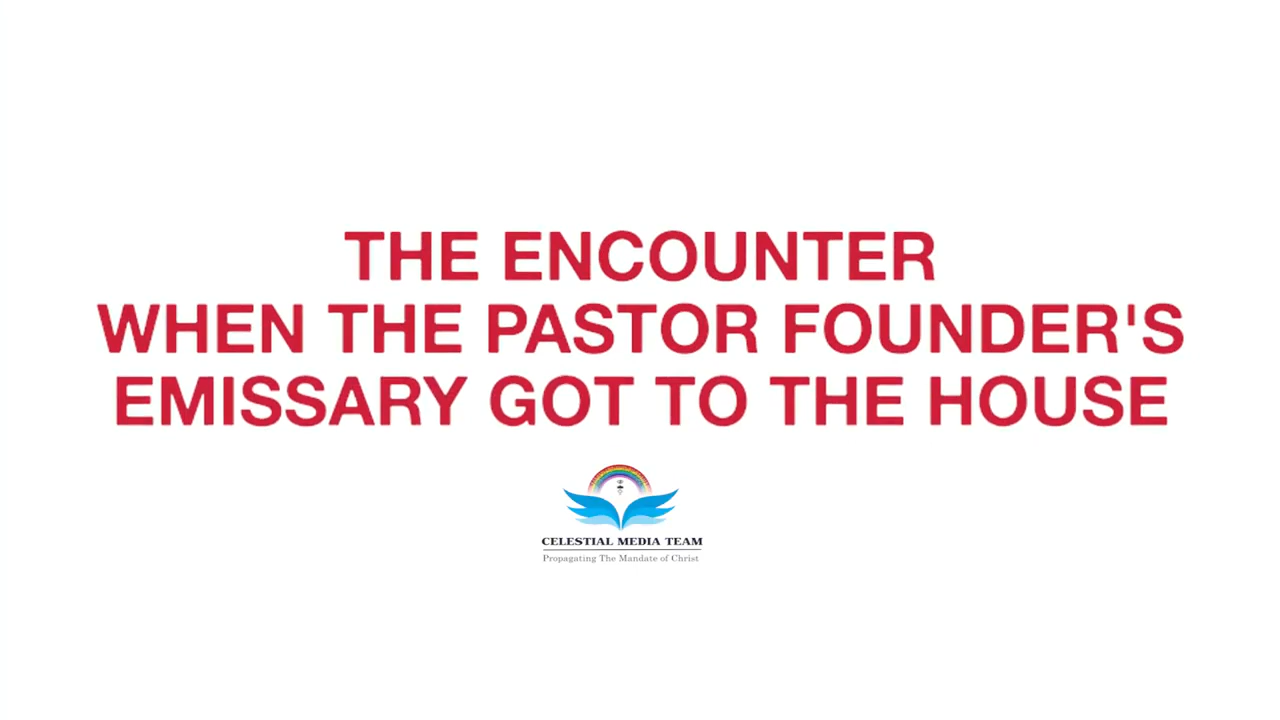 THE ENCOUNTER
WHEN THE PASTOR FOUNDER'S
EMISSARY GOT TO THE HOUSE
CELESTIAL MEDIA TEAM
Propagating The Mandate of Christ